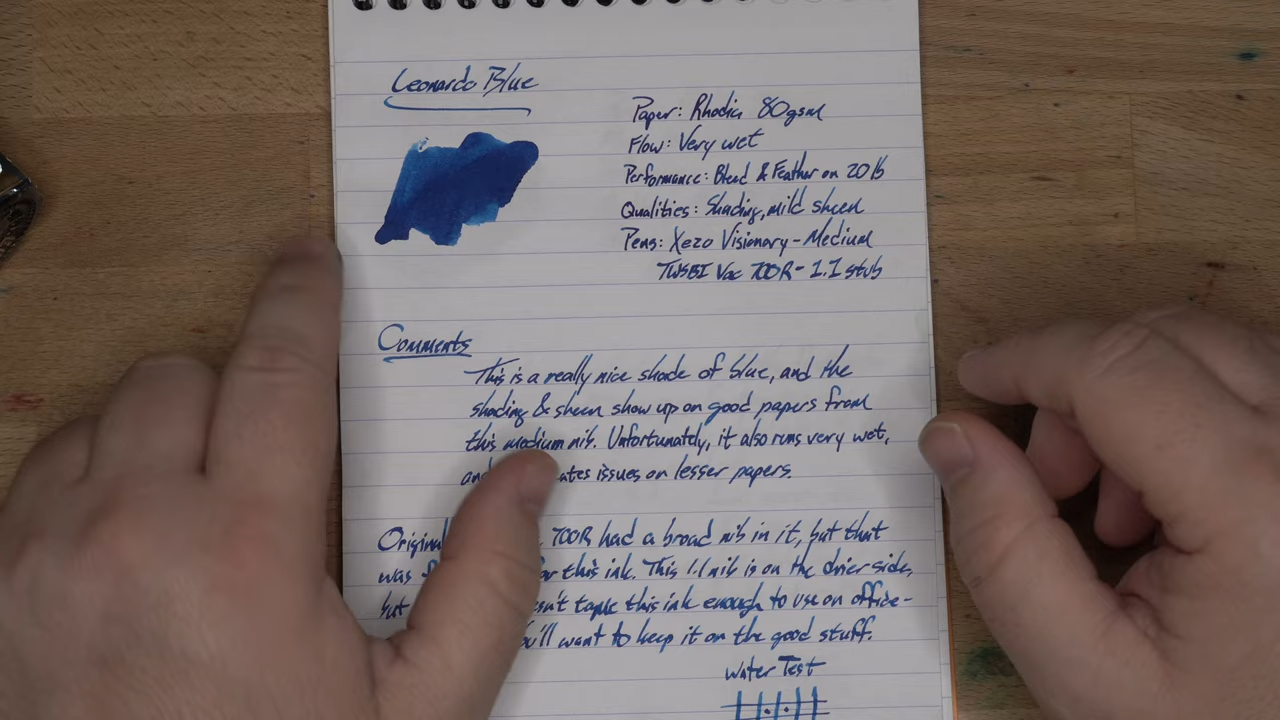 Leonardo Blue
Paper: Rhodia 80gsm
Flow: Very wet
Performance: Bleed & Feather on 20lb
Qualities: Shading, mild sheen
Pens: Xezo Visionary - Medium
TWSBI Vac 700R - 1.1 stub
Comments
This is a really nice shade of blue, and the
shading & sheen show up on good papers from
this medium nib. Unfortunately, it also runs very wet,
issues on lesser papers.
700R had a broad nib in it, but that
was for this ink. This 1.1 nib is on the drier side,
but this ink enough to use on office-
want to keep it on the good stuff.
Water Test